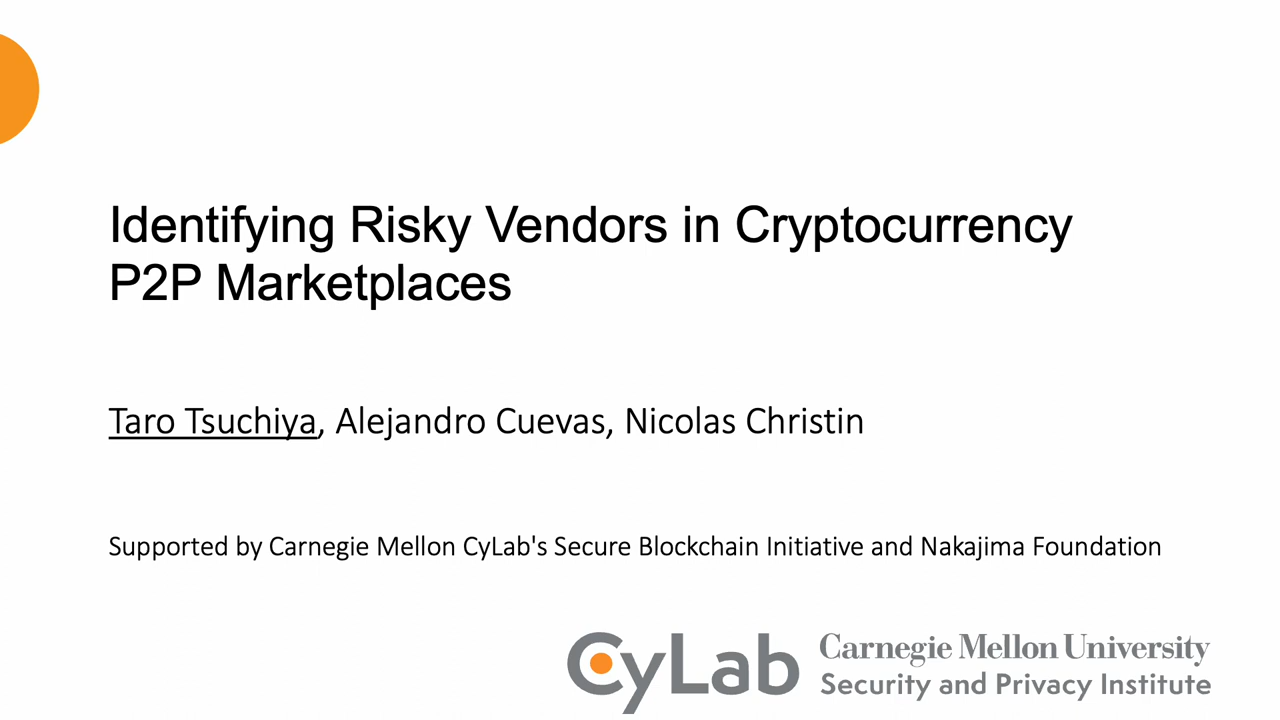 Identifying Risky Vendors in Cryptocurrency
P2P Marketplaces
Taro Tsuchiya, Alejandro Cuevas, Nicolas Christin
Supported by Carnegie Mellon CyLab's Secure Blockchain Initiative and Nakajima Foundation
CyLab
Carnegie Mellon University
Security and Privacy Institute